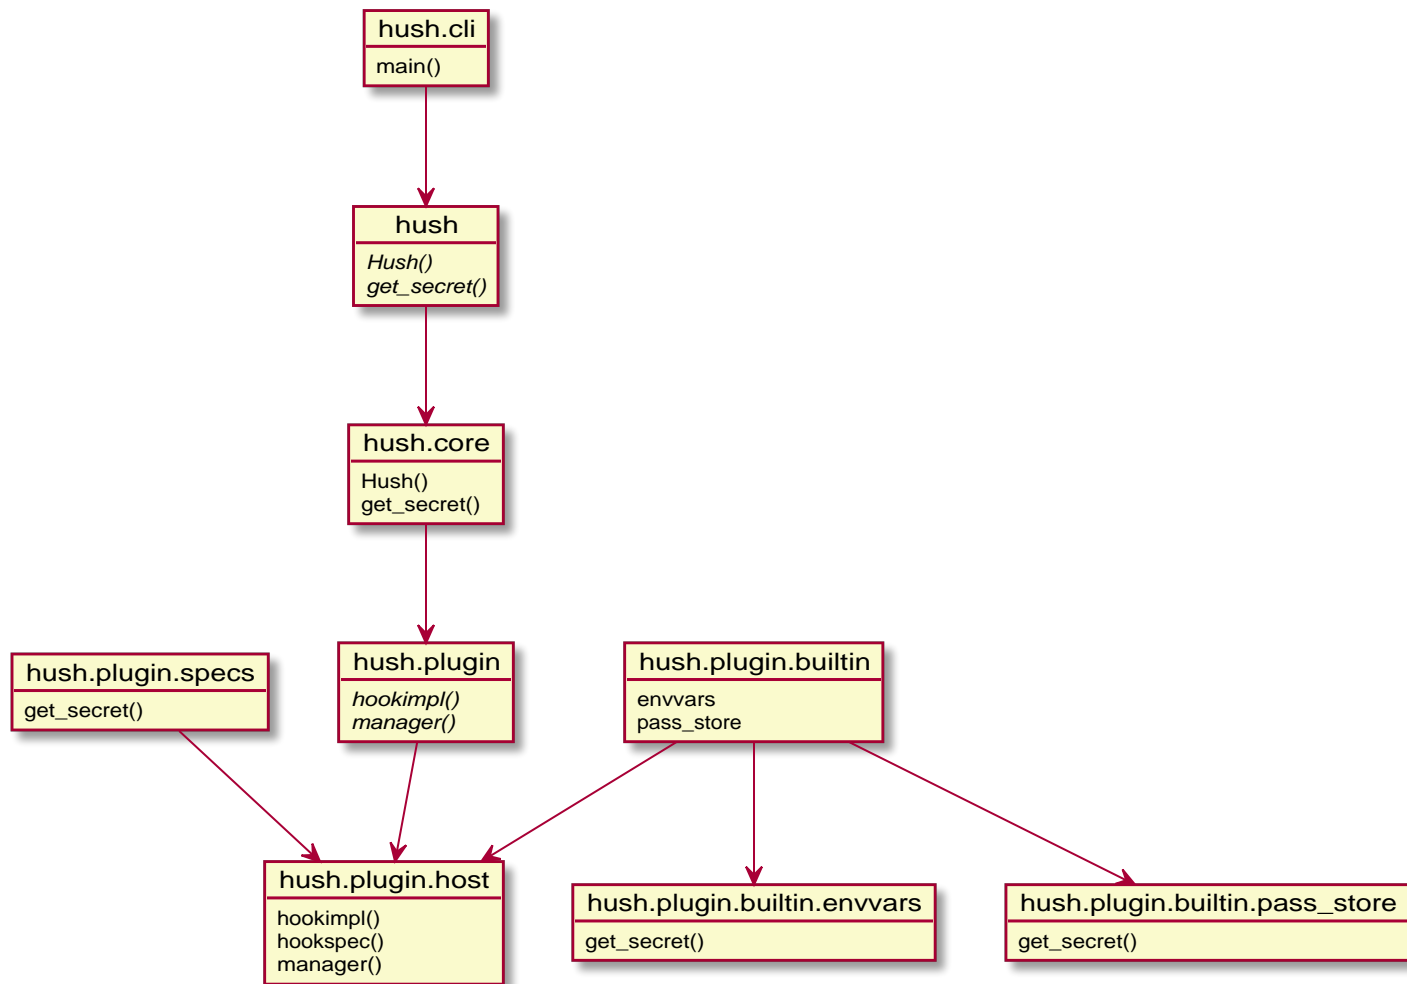 hush.cli
main()
hush
Hush()
get_secret()
hush.core
Hush()
get_secret()
hush.plugin.specs
get_secret()
hush.plugin
hookimpl()
manager()
hush.plugin.builtin
envvars
pass_store
hush.plugin.host
hookimpl()
hookspec()
manager()
hush.plugin.builtin.envvars
get_secret()
hush.plugin.builtin.pass_store
get_secret()